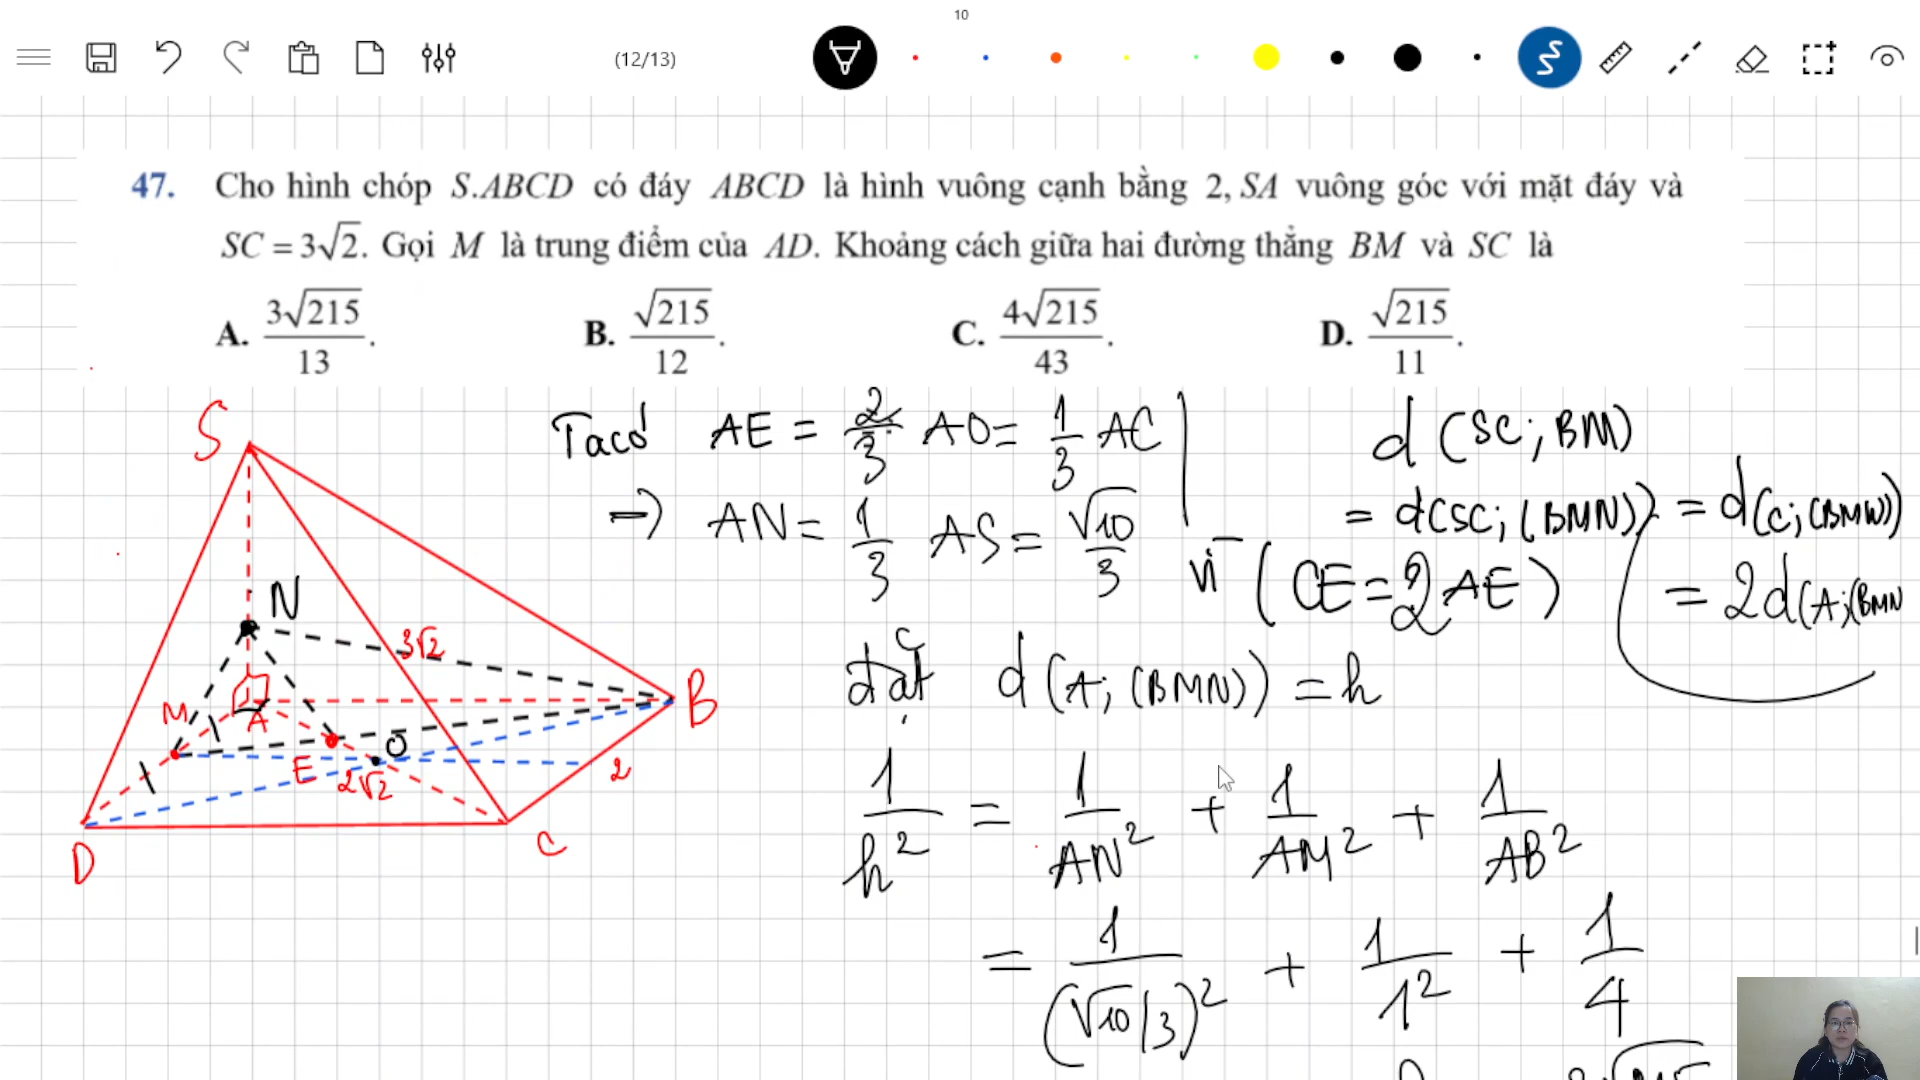 10
(12/13)
47. Cho hình chóp S.ABCD có đáy ABCD là hình vuông cạnh bằng 2, SA vuông góc với mặt đáy và
SC = 3√2. Gọi M là trung điểm của AD. Khoảng cách giữa hai đường thẳng BM và SC là
A. 3√215/13. B. √215/12. C. 4√215/43. D. √215/11.
Ta có AE = 2/3 AO = 1/3 AC
d(SC; BM)
→ AN = 1/3 AS = √10/3
= d(SC; (BMN)) = d(C; (BMN))
vì (CE = 2AE)
= 2d(A; (BMN
đặt d(A; (BMN)) = h
1/h² = 1/AN² + 1/AM² + 1/AB²
= 1/(√10/3)² + 1/1² + 1/4
S
N
3√2
M
A
B
O
E
2√2
2
D
C